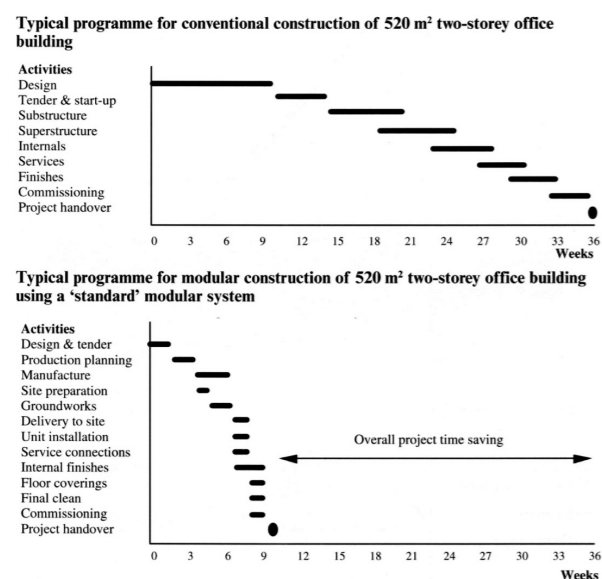 Typical programme for conventional construction of 520 m² two-storey office
building
Activities
Design
Tender & start-up
Substructure
Superstructure
Internals
Services
Finishes
Commissioning
Project handover
0 3 6 9 12 15 18 21 24 27 30 33 36
Weeks
Typical programme for modular construction of 520 m² two-storey office building
using a ‘standard’ modular system
Activities
Design & tender
Production planning
Manufacture
Site preparation
Groundworks
Delivery to site
Unit installation
Service connections
Internal finishes
Floor coverings
Final clean
Commissioning
Project handover
Overall project time saving
0 3 6 9 12 15 18 21 24 27 30 33 36
Weeks